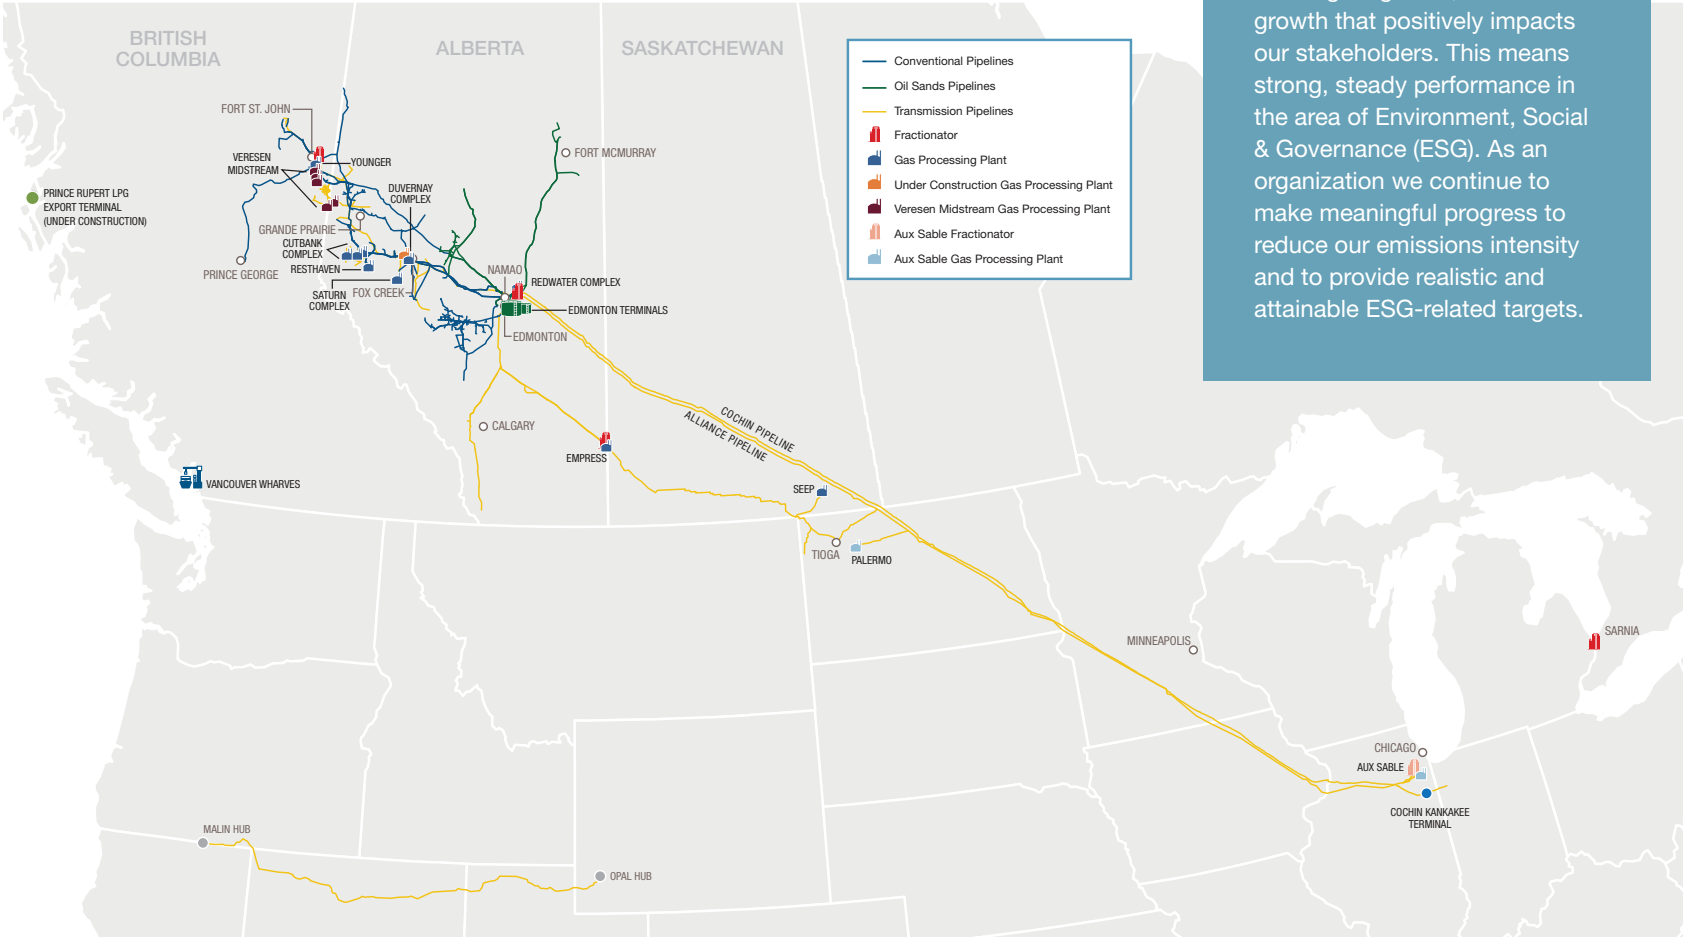 growth that positively impacts
our stakeholders. This means
strong, steady performance in
the area of Environment, Social
& Governance (ESG). As an
organization we continue to
make meaningful progress to
reduce our emissions intensity
and to provide realistic and
attainable ESG-related targets.
BRITISH
COLUMBIA
ALBERTA
SASKATCHEWAN
Conventional Pipelines
Oil Sands Pipelines
Transmission Pipelines
Fractionator
Gas Processing Plant
Under Construction Gas Processing Plant
Veresen Midstream Gas Processing Plant
Aux Sable Fractionator
Aux Sable Gas Processing Plant
FORT ST. JOHN
VERESEN
MIDSTREAM
YOUNGER
FORT MCMURRAY
DUVERNAY
COMPLEX
PRINCE RUPERT LPG
EXPORT TERMINAL
(UNDER CONSTRUCTION)
GRANDE PRAIRIE
CUTBANK
COMPLEX
RESTHAVEN
PRINCE GEORGE
SATURN
COMPLEX
FOX CREEK
NAMAO
REDWATER COMPLEX
EDMONTON TERMINALS
EDMONTON
CALGARY
COCHIN PIPELINE
ALLIANCE PIPELINE
EMPRESS
VANCOUVER WHARVES
SEEP
TIOGA
PALERMO
MINNEAPOLIS
SARNIA
CHICAGO
AUX SABLE
COCHIN KANKAKEE
TERMINAL
MALIN HUB
OPAL HUB